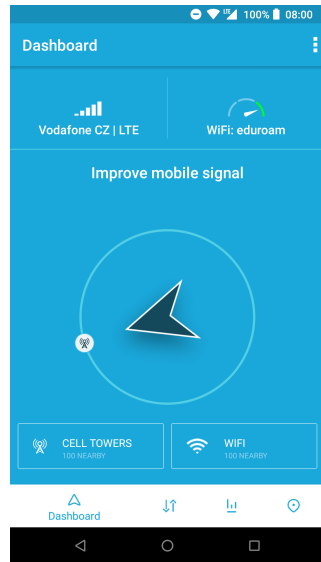 LTE 100% 08:00
Dashboard
Vodafone CZ | LTE
WiFi: eduroam
Improve mobile signal
CELL TOWERS
100 NEARBY
WIFI
100 NEARBY
Dashboard